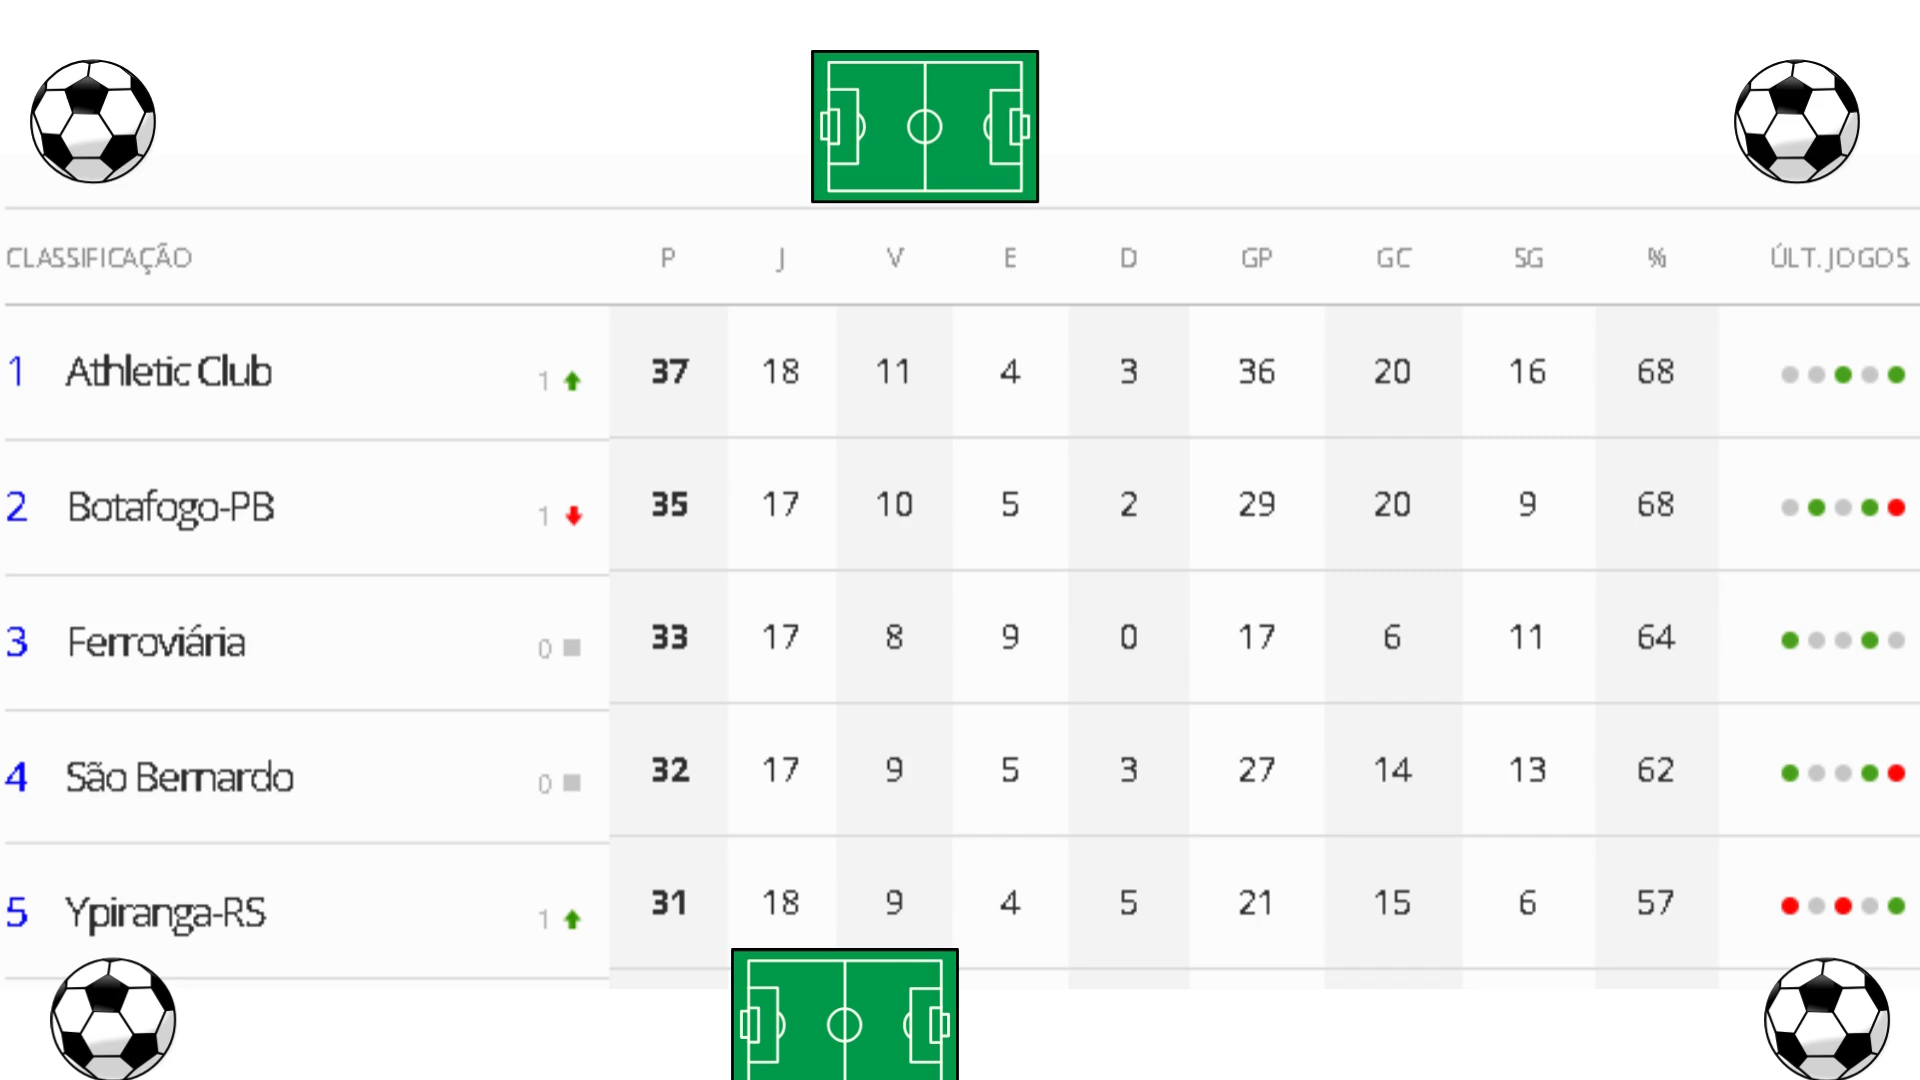 CLASSIFICAÇÃO P J V E D GP GC SG % ÚLT. JOGOS
1 Athletic Club 1 37 18 11 4 3 36 20 16 68
2 Botafogo-PB 1 35 17 10 5 2 29 20 9 68
3 Ferroviária 0 33 17 8 9 0 17 6 11 64
4 São Bernardo 0 32 17 9 5 3 27 14 13 62
5 Ypiranga-RS 1 31 18 9 4 5 21 15 6 57